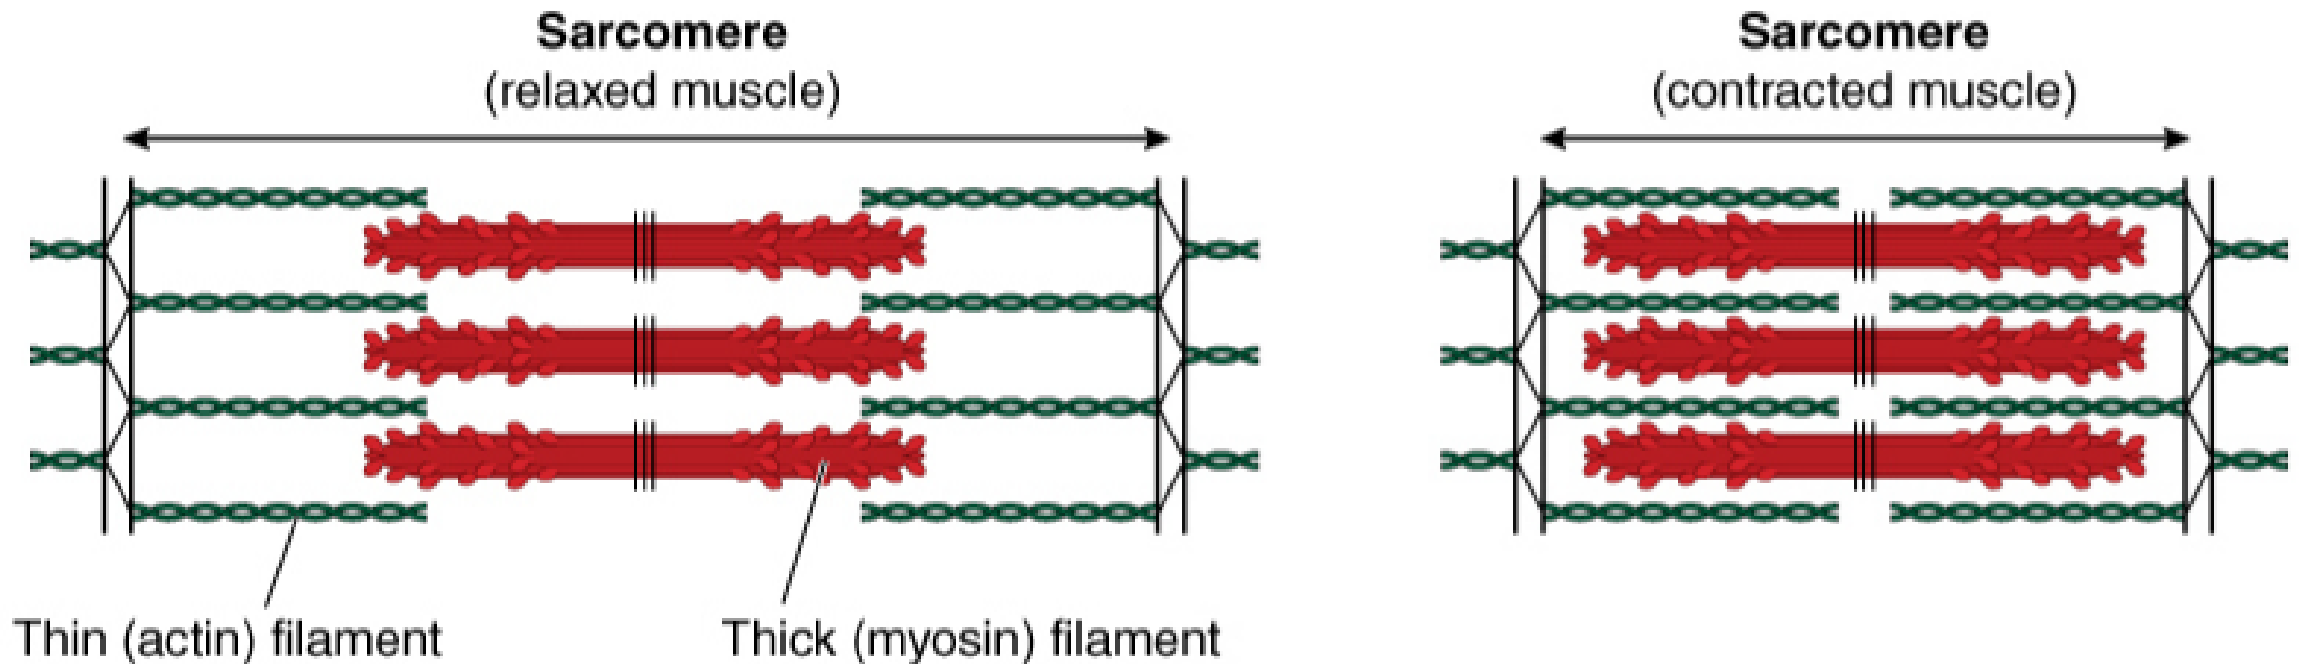 Sarcomere
(relaxed muscle)
Sarcomere
(contracted muscle)
Thin (actin) filament
Thick (myosin) filament